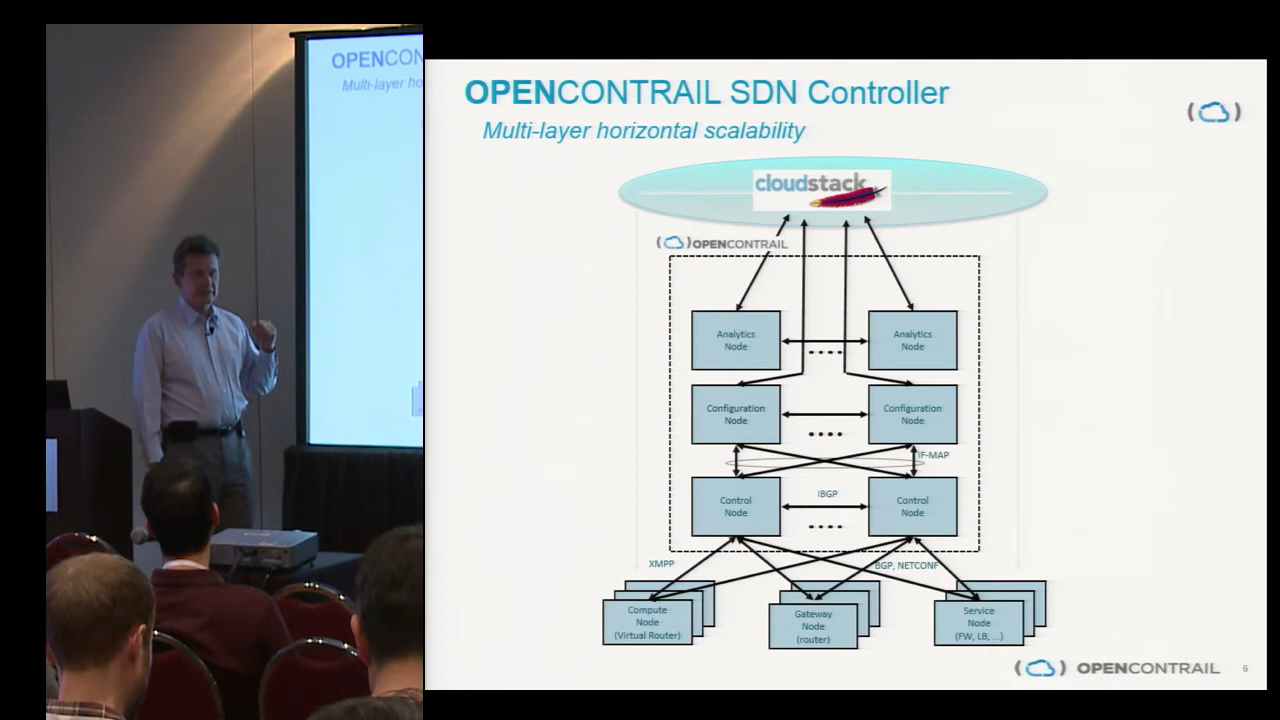 OPENCON
Multi-layer ho
OPENCONTRAIL SDN Controller
Multi-layer horizontal scalability
cloudstack
OPENCONTRAIL
Analytics
Node
Analytics
Node
Configuration
Node
Configuration
Node
IF-MAP
Control
Node
IBGP
Control
Node
XMPP
BGP, NETCONF
Compute
Node
(Virtual Router)
Gateway
Node
(router)
Service
Node
(FW, LB, ...)
OPENCONTRAIL
6